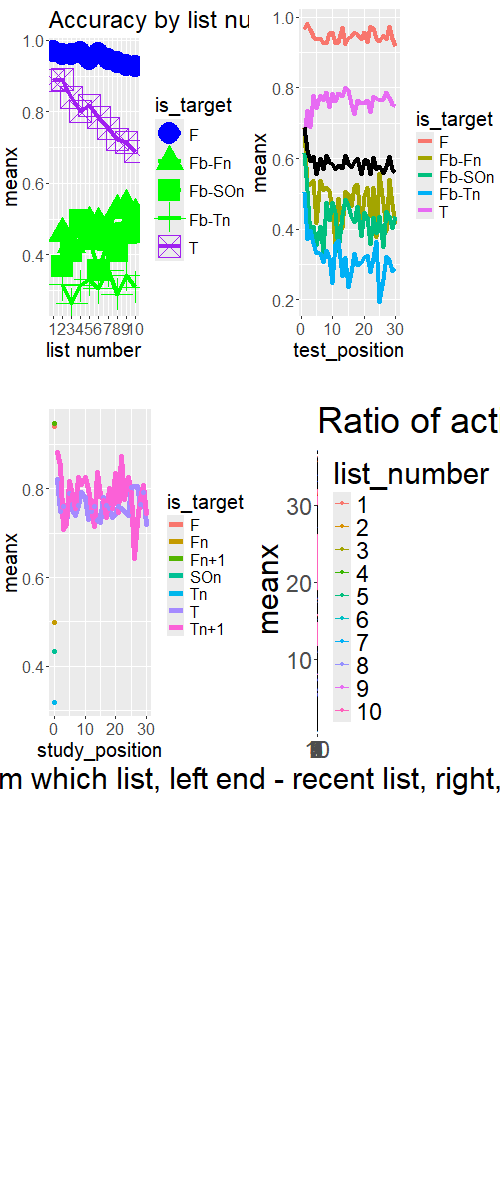 Accuracy by list nu
1.0
0.8
0.6
0.4
meanx
12345678910
list number
is_target
F
Fb-Fn
Fb-SOn
Fb-Tn
T
1.0
0.8
0.6
0.4
0.2
meanx
0 10 20 30
test_position
is_target
F
Fb-Fn
Fb-SOn
Fb-Tn
T
0.8
0.6
0.4
meanx
0 10 20 30
study_position
is_target
F
Fn
Fn+1
SOn
Tn
T
Tn+1
Ratio of act
30
20
10
meanx
list_number
1
2
3
4
5
6
7
8
9
10
m which list, left end - recent list, right,